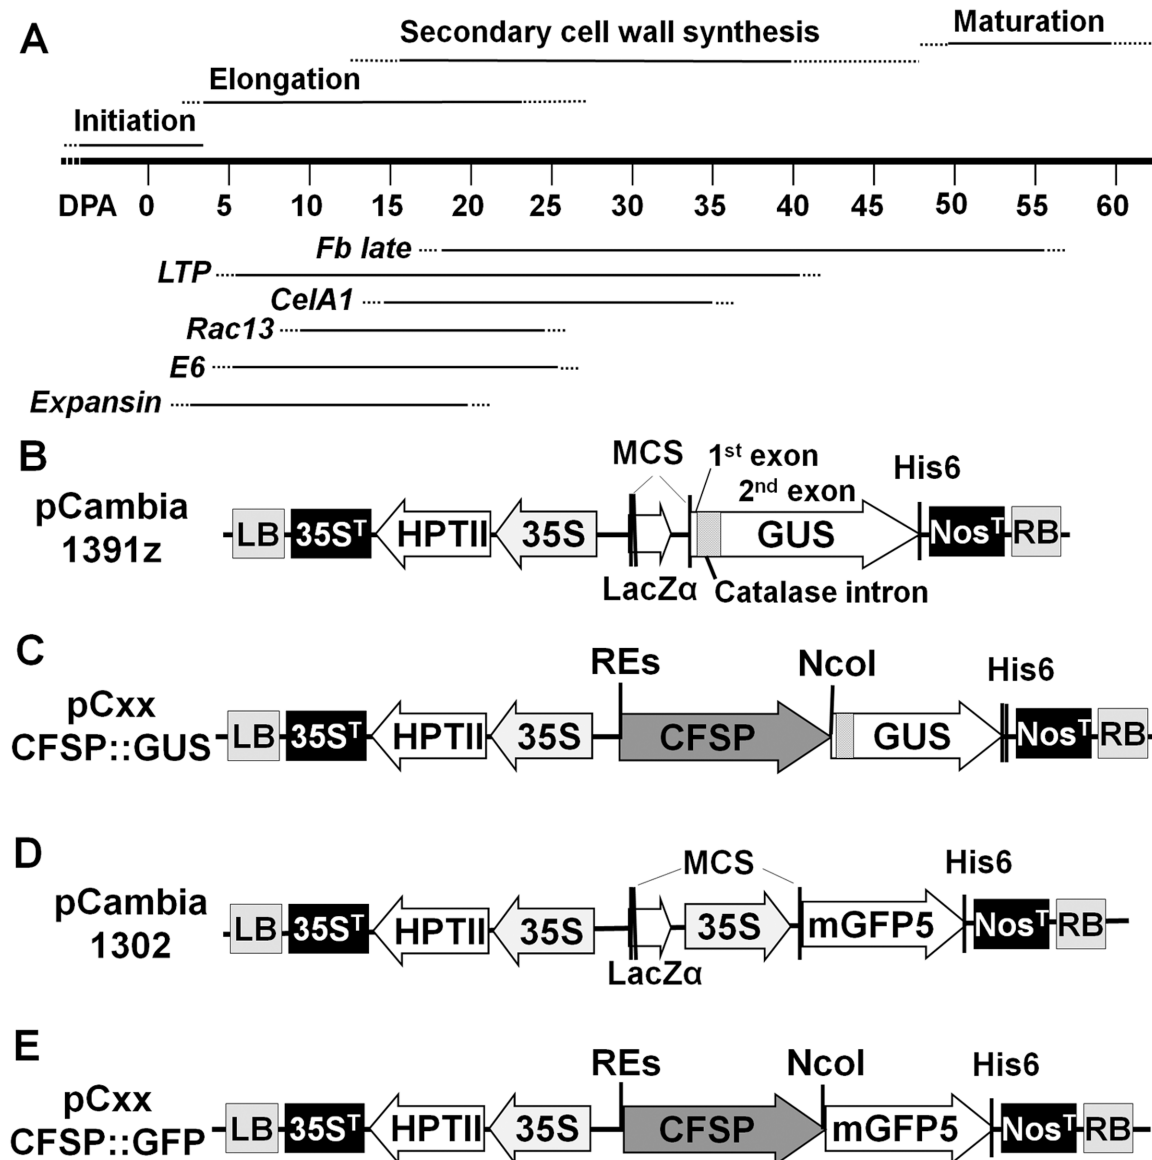 A
Maturation
Secondary cell wall synthesis
Elongation
Initiation
DPA 0 5 10 15 20 25 30 35 40 45 50 55 60
Fb late
LTP
CelA1
Rac13
E6
Expansin
B
pCambia
1391z
MCS
1st exon
2nd exon
His6
LB 35ST HPTII 35S GUS NosT RB
LacZα
Catalase intron
C
pCxx
CFSP::GUS
REs
NcoI
His6
LB 35ST HPTII 35S CFSP GUS NosT RB
D
pCambia
1302
MCS
His6
LB 35ST HPTII 35S 35S mGFP5 NosT RB
LacZα
E
pCxx
CFSP::GFP
REs
NcoI
His6
LB 35ST HPTII 35S CFSP mGFP5 NosT RB